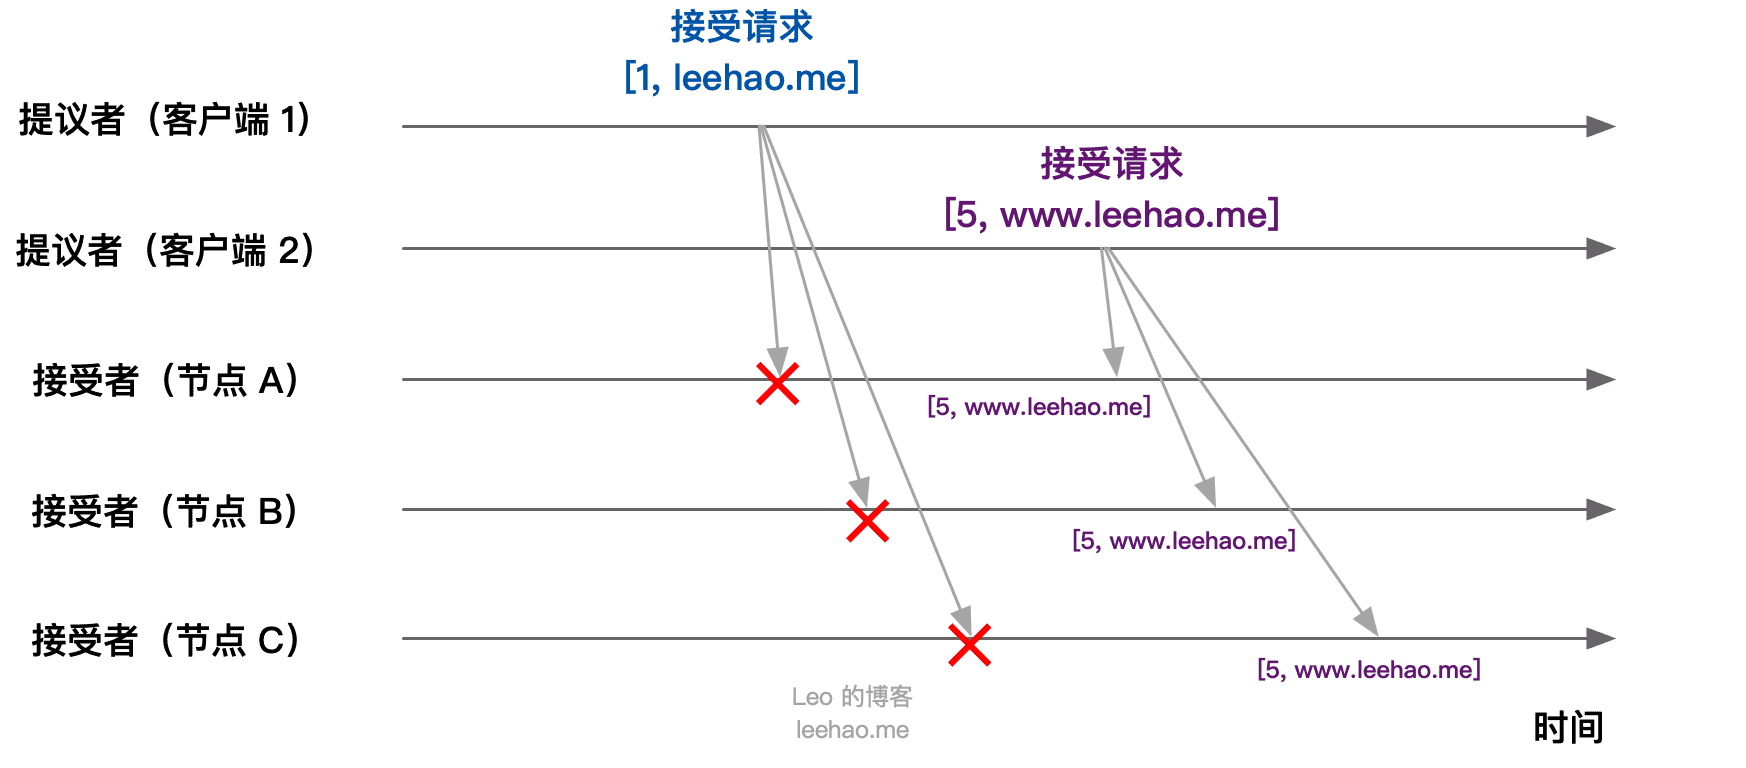 接受请求
[1, leehao.me]
提议者（客户端 1）
接受请求
[5, www.leehao.me]
提议者（客户端 2）
接受者（节点 A）
[5, www.leehao.me]
接受者（节点 B）
[5, www.leehao.me]
接受者（节点 C）
[5, www.leehao.me]
Leo 的博客
leehao.me
时间